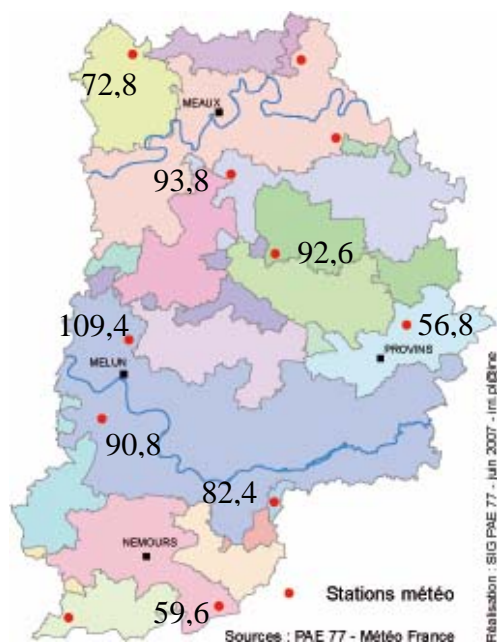 72,8
MEAUX
93,8
92,6
109,4
56,8
MELUN
PROVINS
90,8
82,4
NEMOURS
59,6
Stations météo
Sources : PAE 77 - Météo France
Réalisation : SIG PAE 77 - juin 2007 -